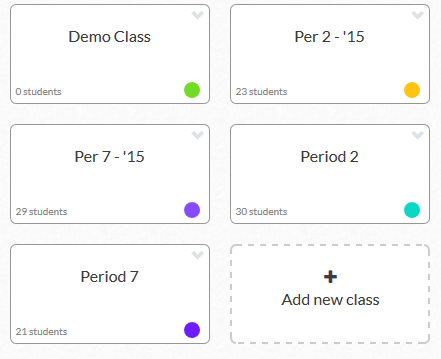 Demo Class
0 students
Per 2 - '15
23 students
Per 7 - '15
29 students
Period 2
30 students
Period 7
21 students
Add new class